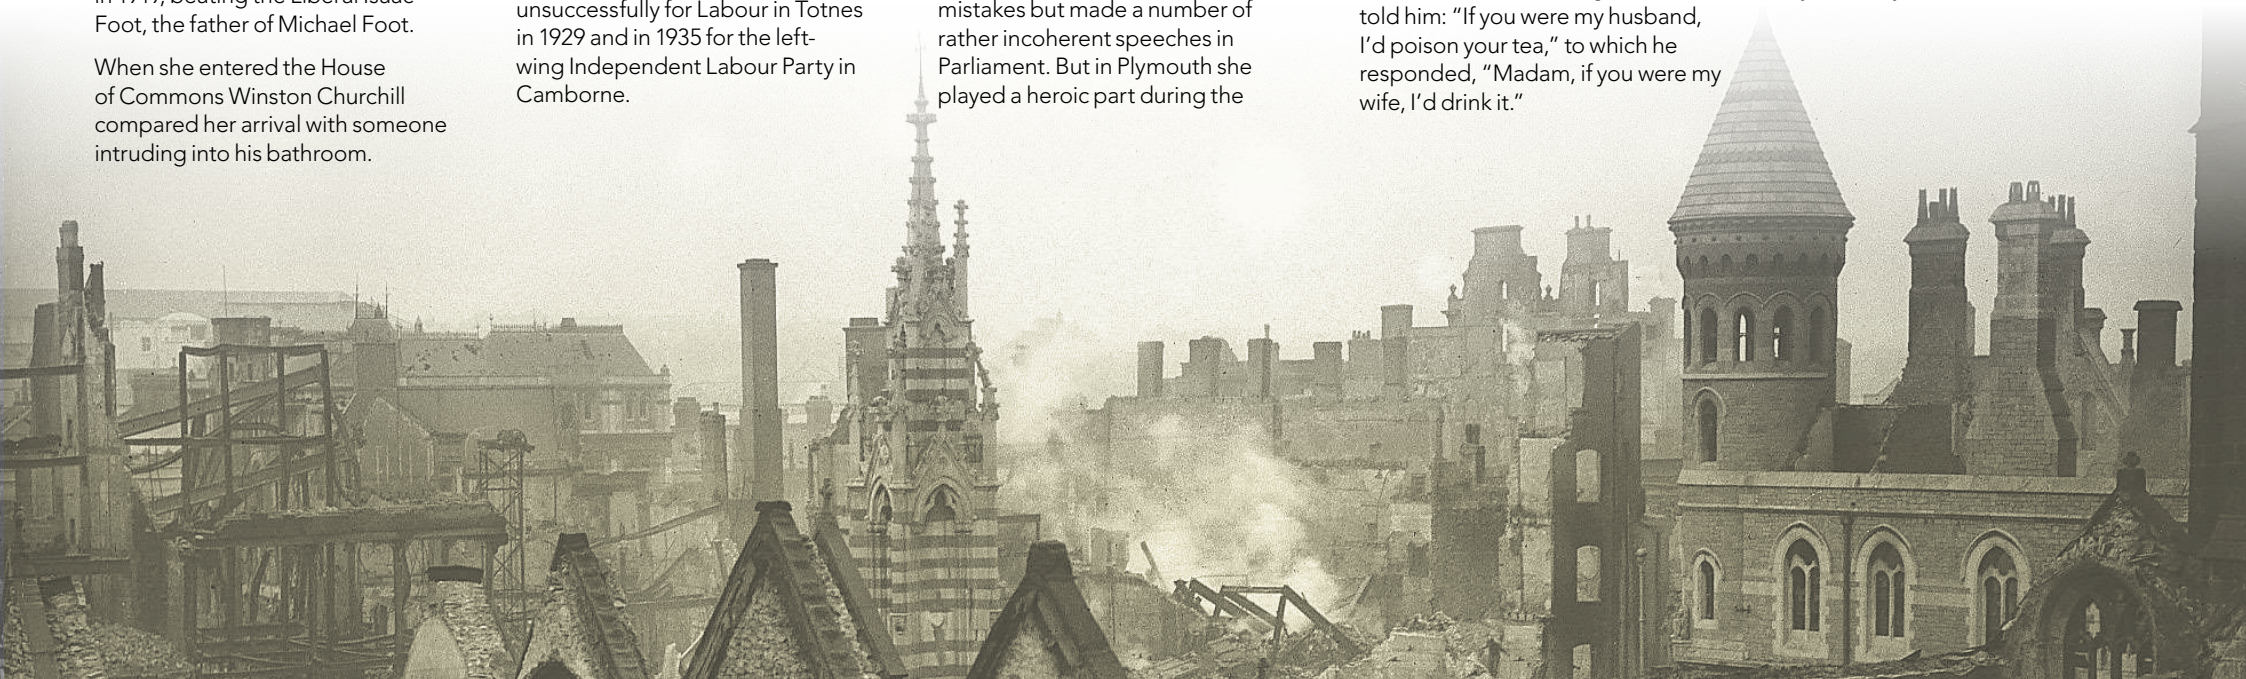 Foot, the father of Michael Foot.
When she entered the House
of Commons Winston Churchill
compared her arrival with someone
intruding into his bathroom.
unsuccessfully for Labour in Totnes
in 1929 and in 1935 for the left-
wing Independent Labour Party in
Camborne.
mistakes but made a number of
rather incoherent speeches in
Parliament. But in Plymouth she
played a heroic part during the
told him: “If you were my husband,
I’d poison your tea,” to which he
responded, “Madam, if you were my
wife, I’d drink it.”